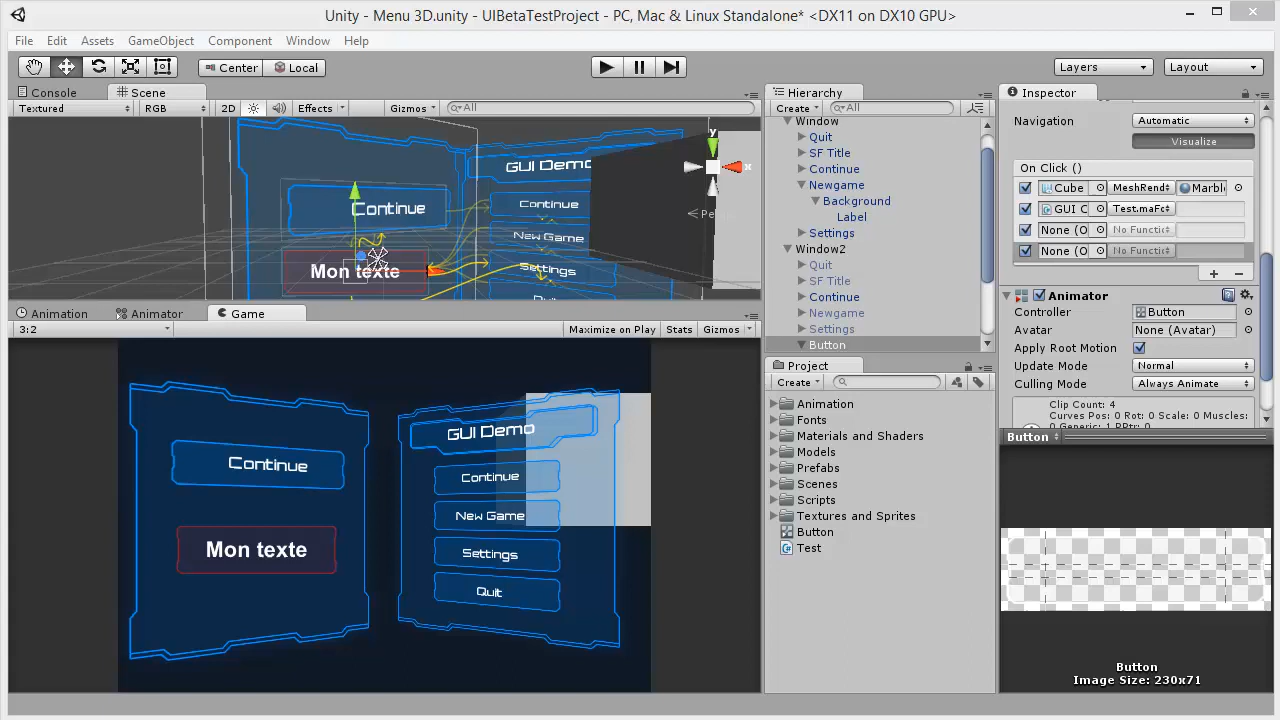 Unity - Menu 3D.unity - UIBetaTestProject - PC, Mac & Linux Standalone* <DX11 on DX10 GPU>
File Edit Assets GameObject Component Window Help
Center Local Layers Layout
Console Scene
Textured RGB 2D Effects Gizmos All
GUI Demo
Continue
Continue
New Game
Mon texte
Settings
y
x
Animation Animator Game
3:2 Maximize on Play Stats Gizmos
GUI Demo
Continue
Continue
New Game
Mon texte
Settings
Quit
Hierarchy
Create All
Window
Quit
SF Title
Continue
Newgame
Background
Label
Settings
Window2
Quit
SF Title
Continue
Newgame
Settings
Button
Project
Create
Animation
Fonts
Materials and Shaders
Models
Prefabs
Scenes
Scripts
Textures and Sprites
Button
Test
Inspector
Navigation Automatic
Visualize
On Click ()
Cube MeshRend
GUI C Test.maFo
None (O No Functi
None (O No Functi
Animator
Controller Button
Avatar None (Avatar)
Apply Root Motion
Update Mode Normal
Culling Mode Always Animate
Clip Count: 4
Curves Pos: 0 Rot: 0 Scale: 0 Muscles:
Button
Button
Image Size: 230x71